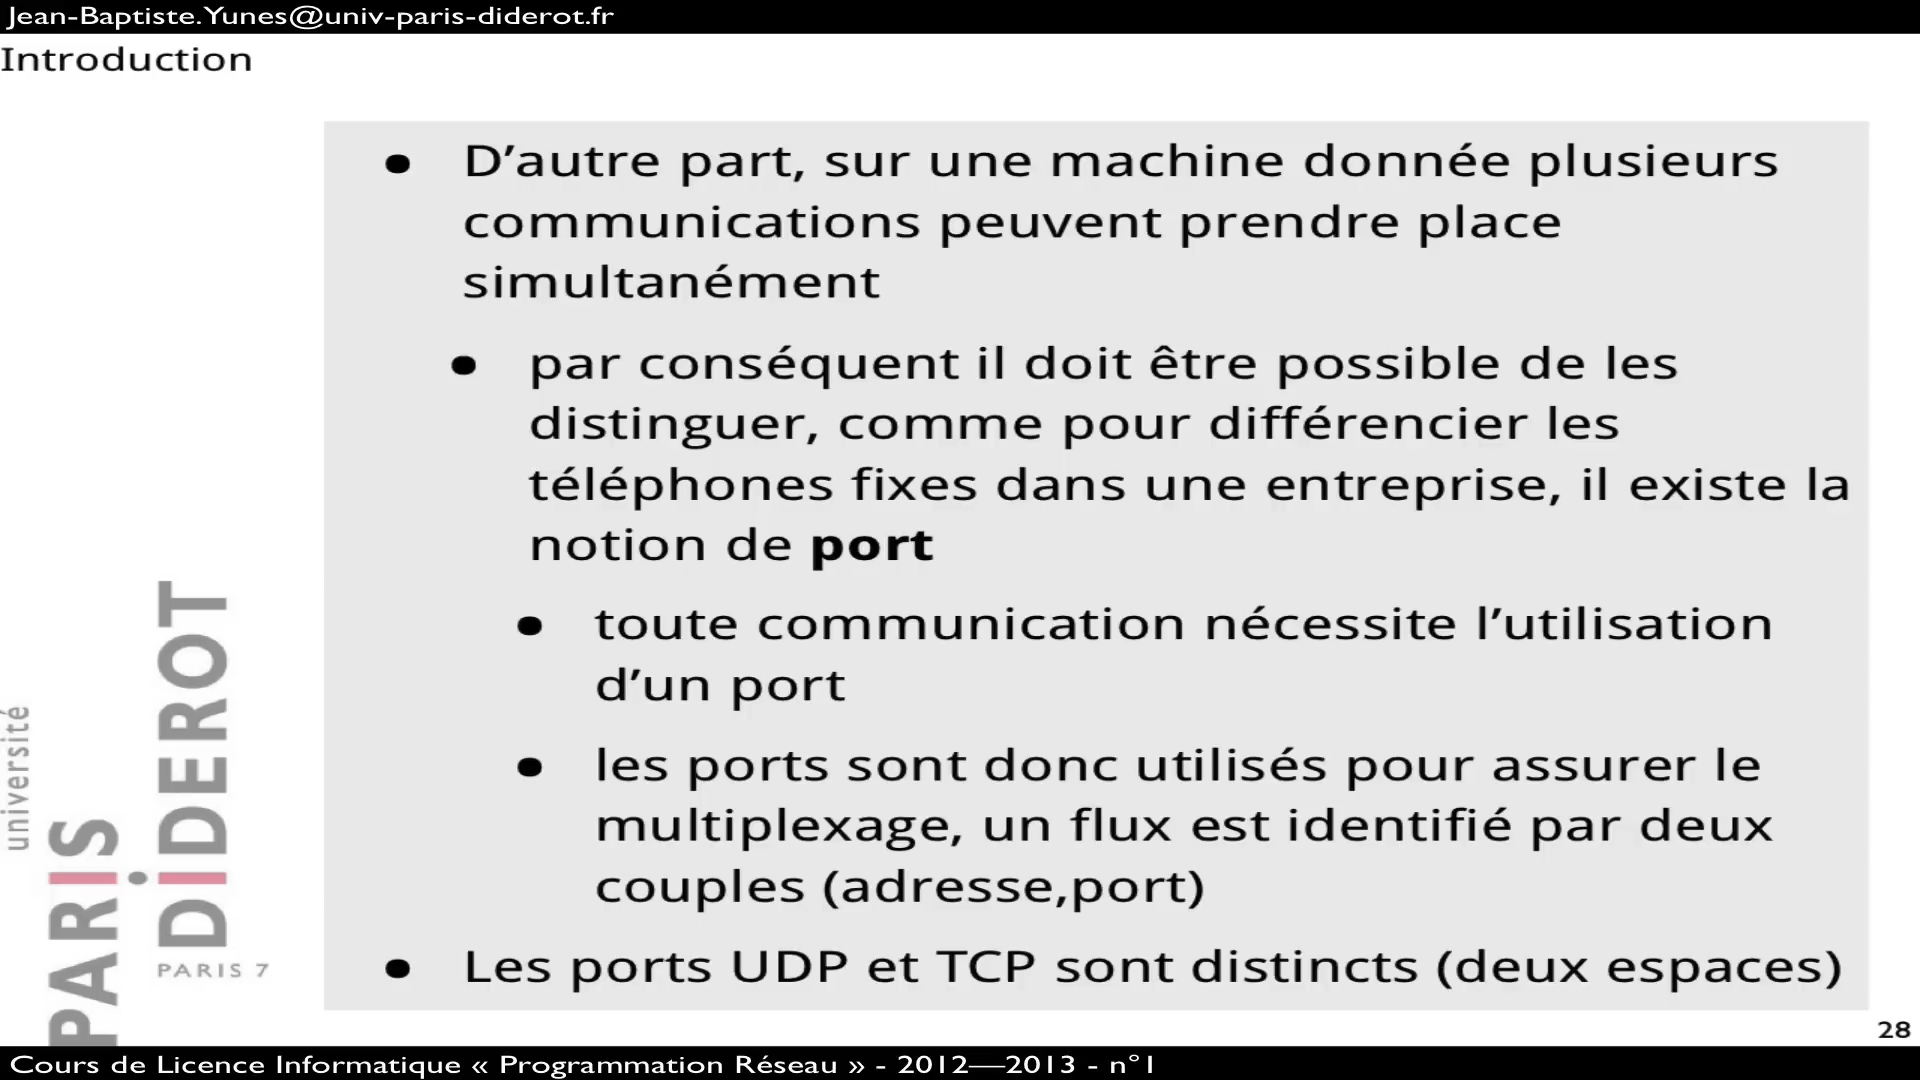 Jean-Baptiste.Yunes@univ-paris-diderot.fr
Introduction
• D’autre part, sur une machine donnée plusieurs
communications peuvent prendre place
simultanément
• par conséquent il doit être possible de les
distinguer, comme pour différencier les
téléphones fixes dans une entreprise, il existe la
notion de port
• toute communication nécessite l’utilisation
d’un port
• les ports sont donc utilisés pour assurer le
multiplexage, un flux est identifié par deux
couples (adresse,port)
• Les ports UDP et TCP sont distincts (deux espaces)
université
PARIS
DIDEROT
PARIS 7
28
Cours de Licence Informatique « Programmation Réseau » - 2012—2013 - n°1